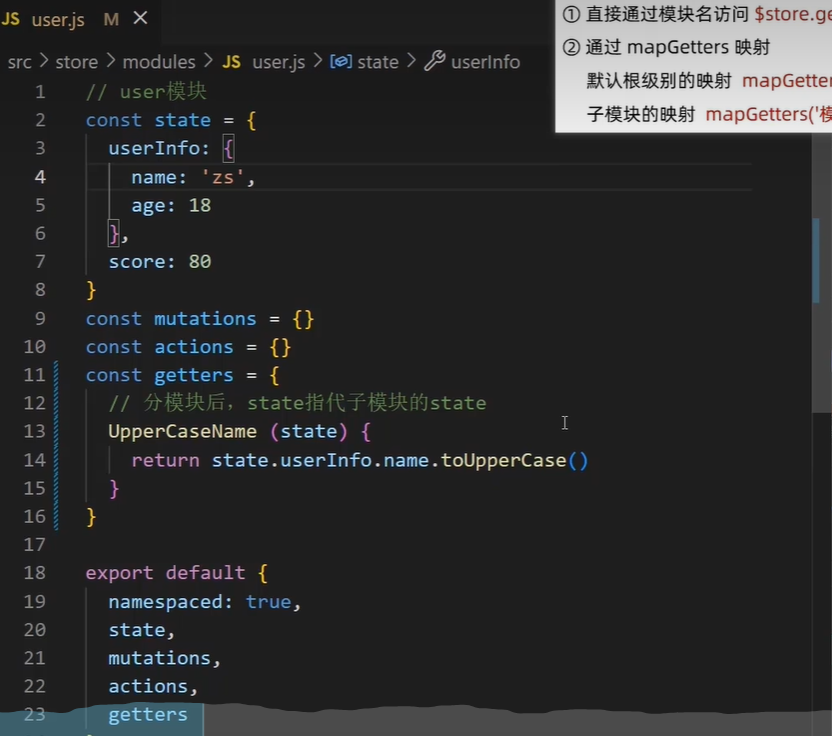 JS user.js M ×
① 直接通过模块名访问 $store.ge
② 通过 mapGetters 映射
默认根级别的映射 mapGetter
子模块的映射 mapGetters('模
src > store > modules > JS user.js > state > userInfo
1 // user模块
2 const state = {
3 userInfo: {
4 name: 'zs',
5 age: 18
6 },
7 score: 80
8 }
9 const mutations = {}
10 const actions = {}
11 const getters = {
12 // 分模块后，state指代子模块的state
13 UpperCaseName (state) {
14 return state.userInfo.name.toUpperCase()
15 }
16 }
17
18 export default {
19 namespaced: true,
20 state,
21 mutations,
22 actions,
23 getters